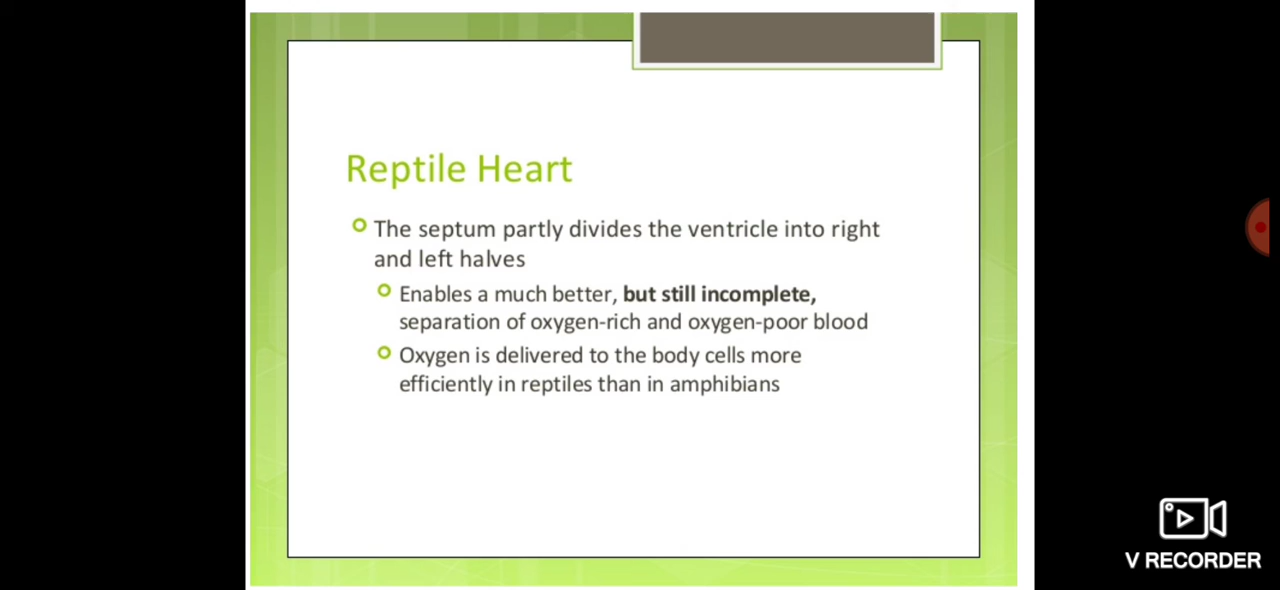 Reptile Heart
The septum partly divides the ventricle into right
and left halves
Enables a much better, but still incomplete,
separation of oxygen-rich and oxygen-poor blood
Oxygen is delivered to the body cells more
efficiently in reptiles than in amphibians
V RECORDER